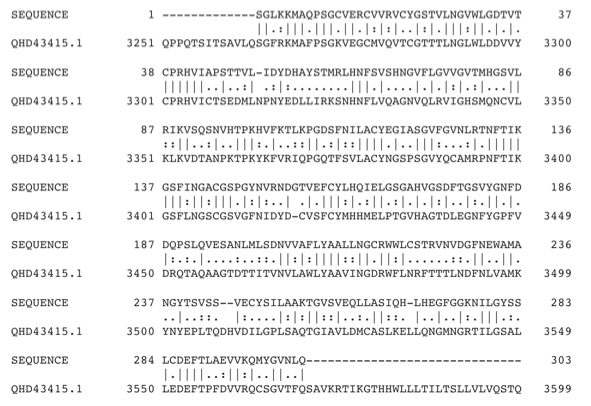 SEQUENCE 1 --------------SGLKKMAQPSGCVERCVVRVCYGSTVLNGVWLGDTVT 37
||.:|||.||||.||.|:|:|.||:.||||:||.|.|.
QHD43415.1 3251 QPPQTSITSAVLQSGFRKMAFPSGKVEGCMVQVTCGTTTLNGLWLDDVVY 3300
SEQUENCE 38 CPRHVIAPSTTVL-IDYDHAYSTMRLHNFSVSHNGVFLGVVGVTMHGSVL 86
QHD43415.1 3301 CPRHVICTSEDMLNPNYEDLLIRKSNHNFLVQAGNVQLRVIGHSMQNCVL 3350
SEQUENCE 87 RIKVSQSNVHTPKHVFKTLKPGDSFNILACYEGIASGVFGVNLRTNFTIK 136
QHD43415.1 3351 KLKVDTANPKTPKYKFVRIQPGQTFSVLACYNGSPSGVYQCAMRPNFTIK 3400
SEQUENCE 137 GSFINGACGSPGYNVRNDGTVEFCYLHQIELGSGAHVGSDFTGSVYGNFD 186
QHD43415.1 3401 GSFLNGSCGSVGFNIDYD-CVSFCYMHHMELPTGVHAGTDLEGNFYGPFV 3449
SEQUENCE 187 DQPSLQVESANLMLSDNVVAFLYAALLNGCRWWLCSTRVNVDGFNEWAMA 236
QHD43415.1 3450 DRQTAQAAGTDTTITVNVLAWLYAAVINGDRWFLNRFTTTLNDFNLVAMK 3499
SEQUENCE 237 NGYTSVSS--VECYSILAAKTGVSVEQLLASIQH-LHEGFGGKNILGYSS 283
QHD43415.1 3500 YNYEPLTQDHVDILGPLSAQTGIAVLDMCASLKELLQNGMNGRTILGSAL 3549
SEQUENCE 284 LCDEFTLAEVVKQMYGVNLQ------------------------------ 303
|.||||..:||:|..||..|
QHD43415.1 3550 LEDEFTPFDVVRQCSGVTFQSAVKRTIKGTHHWLLLTILTSLLVLVQSTQ 3599